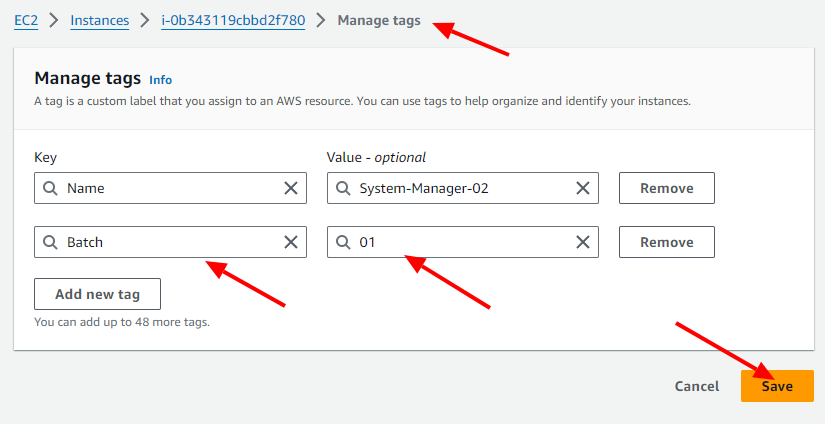 EC2 > Instances > i-0b343119cbbd2f780 > Manage tags
Manage tags Info
A tag is a custom label that you assign to an AWS resource. You can use tags to help organize and identify your instances.
Key Value - optional
Name System-Manager-02 Remove
Batch 01 Remove
Add new tag
You can add up to 48 more tags.
Cancel Save